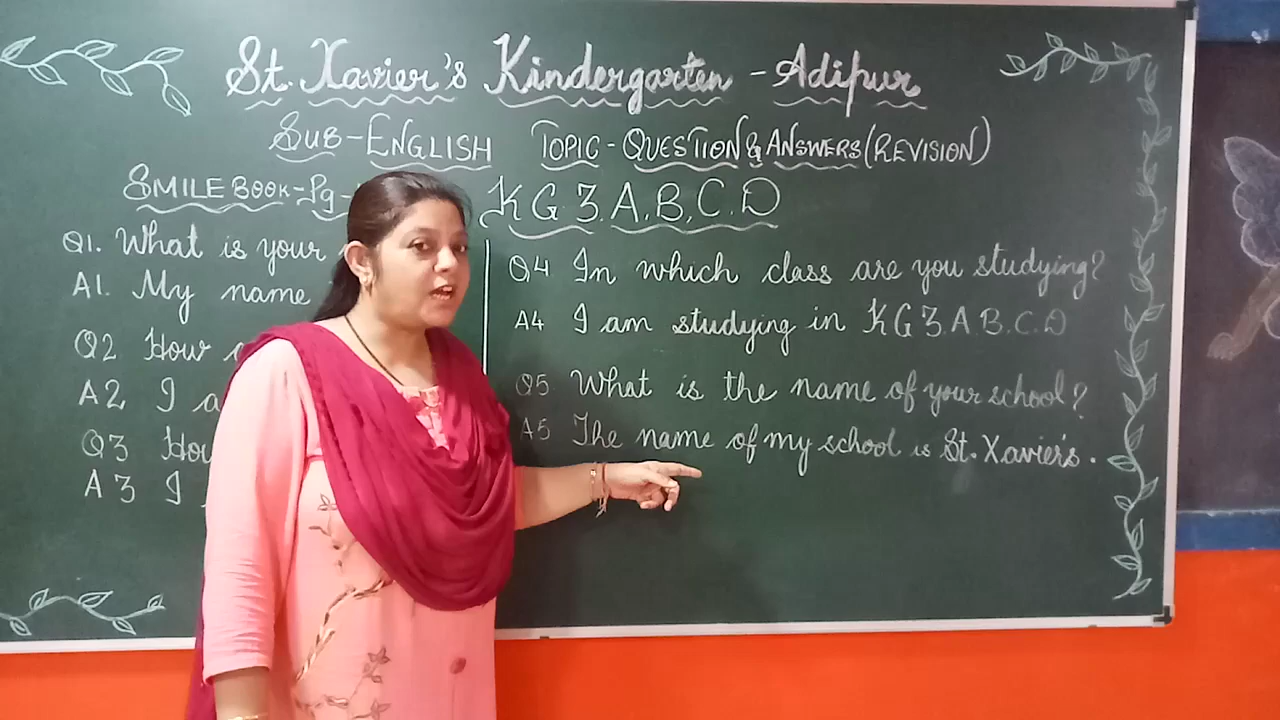 St. Xavier's Kindergarten - Adipur
SUB - ENGLISH TOPIC - QUESTION & ANSWERS (REVISION)
SMILE BOOK - Pg -
KG 3 A, B, C, D
Q1. What is your
A1. My name
Q2 How
A2 I a
Q3 How
A3 I
Q4 In which class are you studying?
A4 I am studying in KG 3 A B. C. D
Q5 What is the name of your school?
A5 The name of my school is St. Xavier's.